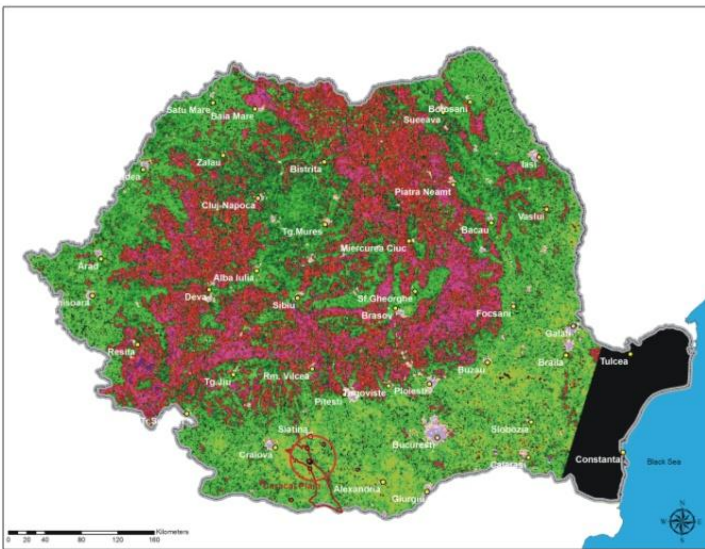 Satu Mare
Baia Mare
Botosani
Suceava
Zalau
Bistrita
Iasi
Piatra Neamt
Cluj-Napoca
Vaslui
Tg.Mures
Bacau
Miercurea Ciuc
Arad
Alba Iulia
Deva
Sibiu
Sf.Gheorghe
Brasov
Focsani
Galati
Resita
Tulcea
Braila
Tg.Jiu
Rm. Vilcea
Buzau
Ploiesti
Pitesti
Slatina
Slobozia
Bucuresti
Craiova
Constanta
Black Sea
Caracal Plain
Alexandria
Giurgiu
N
W
E
S
Kilometers
0 20 40 80 120 160